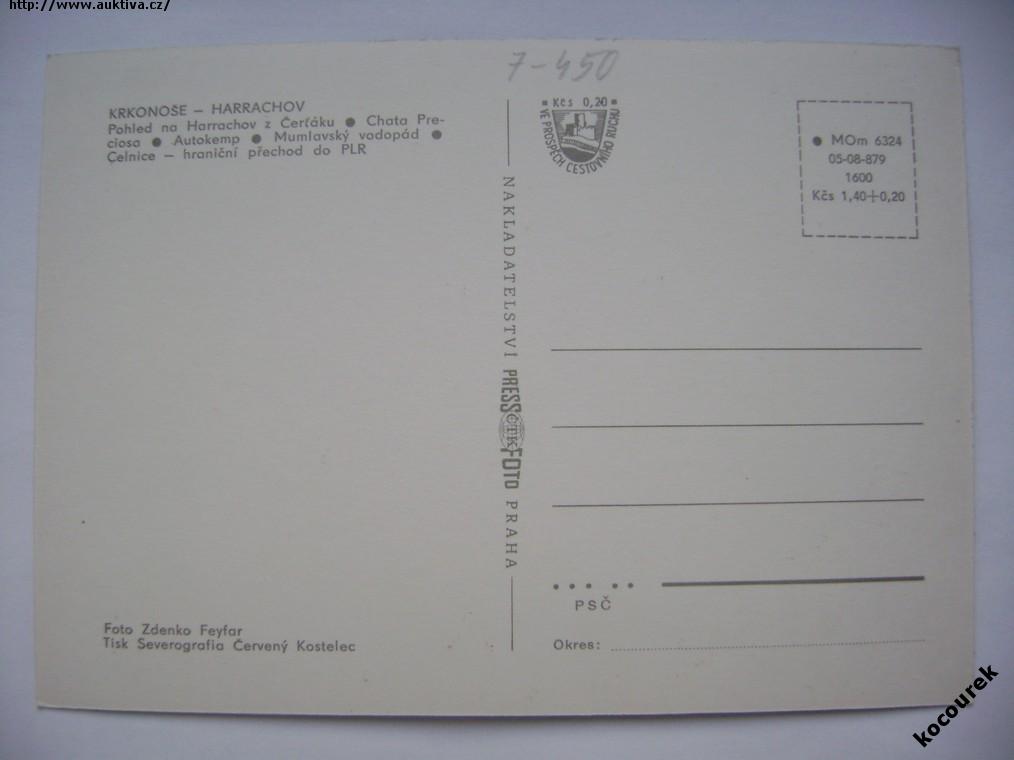 http://www.auktiva.cz/
7-450
KRKONOŠE – HARRACHOV
Pohled na Harrachov z Čerťáku ● Chata Pre-
ciosa ● Autokemp ● Mumlavský vodopád ●
Celnice – hraniční přechod do PLR
Kčs 0,20
VE PROSPĚCH CESTOVNÍHO RUCHU
● MOm 6324
05-08-879
1600
Kčs 1,40+0,20
NAKLADATELSTVÍ PRESSFOTO PRAHA
ČTK
PSČ
Okres:
Foto Zdenko Feyfar
Tisk Severografia Červený Kostelec
kocourek